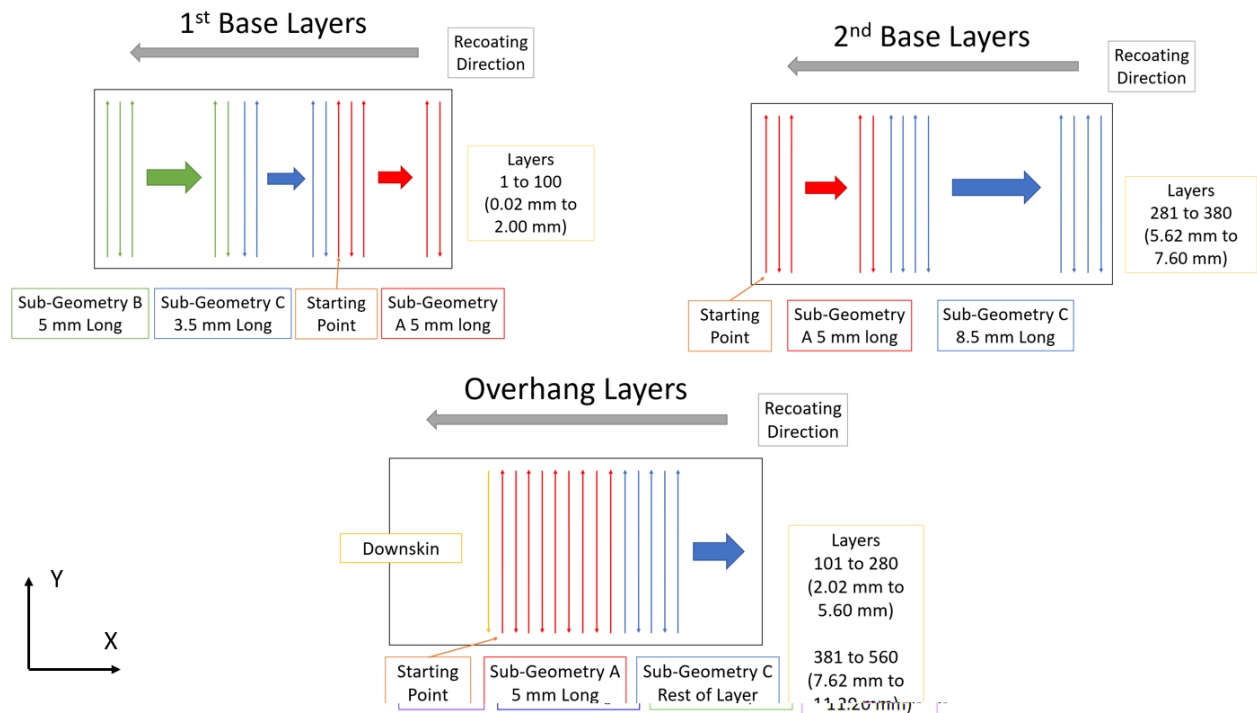 1st Base Layers
Recoating
Direction
Layers
1 to 100
(0.02 mm to
2.00 mm)
Sub-Geometry B
5 mm Long
Sub-Geometry C
3.5 mm Long
Starting
Point
Sub-Geometry
A 5 mm long
2nd Base Layers
Recoating
Direction
Layers
281 to 380
(5.62 mm to
7.60 mm)
Starting
Point
Sub-Geometry
A 5 mm long
Sub-Geometry C
8.5 mm Long
Overhang Layers
Recoating
Direction
Downskin
Layers
101 to 280
(2.02 mm to
5.60 mm)
381 to 560
(7.62 mm to
11.20 mm)
Y
X
Starting
Point
Sub-Geometry A
5 mm Long
Sub-Geometry C
Rest of Layer